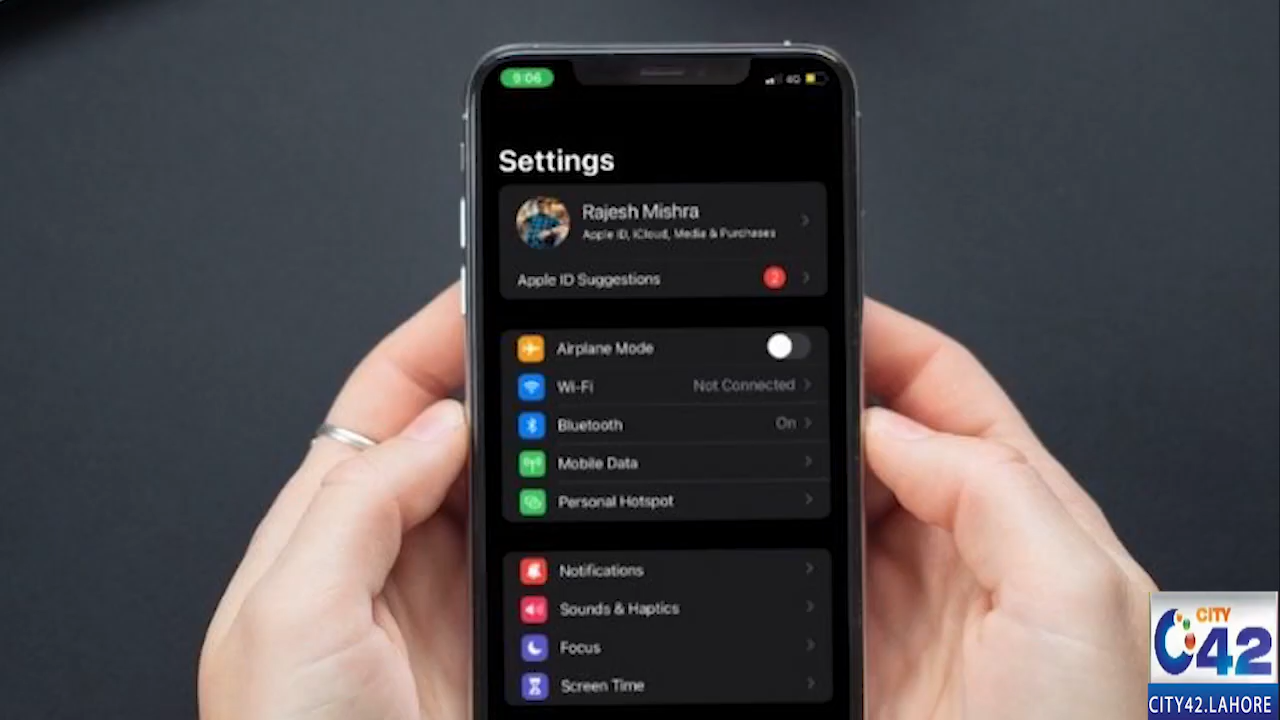 9:06
4G
Settings
Rajesh Mishra
Apple ID, iCloud, Media & Purchases
Apple ID Suggestions
2
Airplane Mode
Wi-Fi
Not Connected
Bluetooth
On
Mobile Data
Personal Hotspot
Notifications
Sounds & Haptics
Focus
Screen Time
CITY
42
CITY42.LAHORE